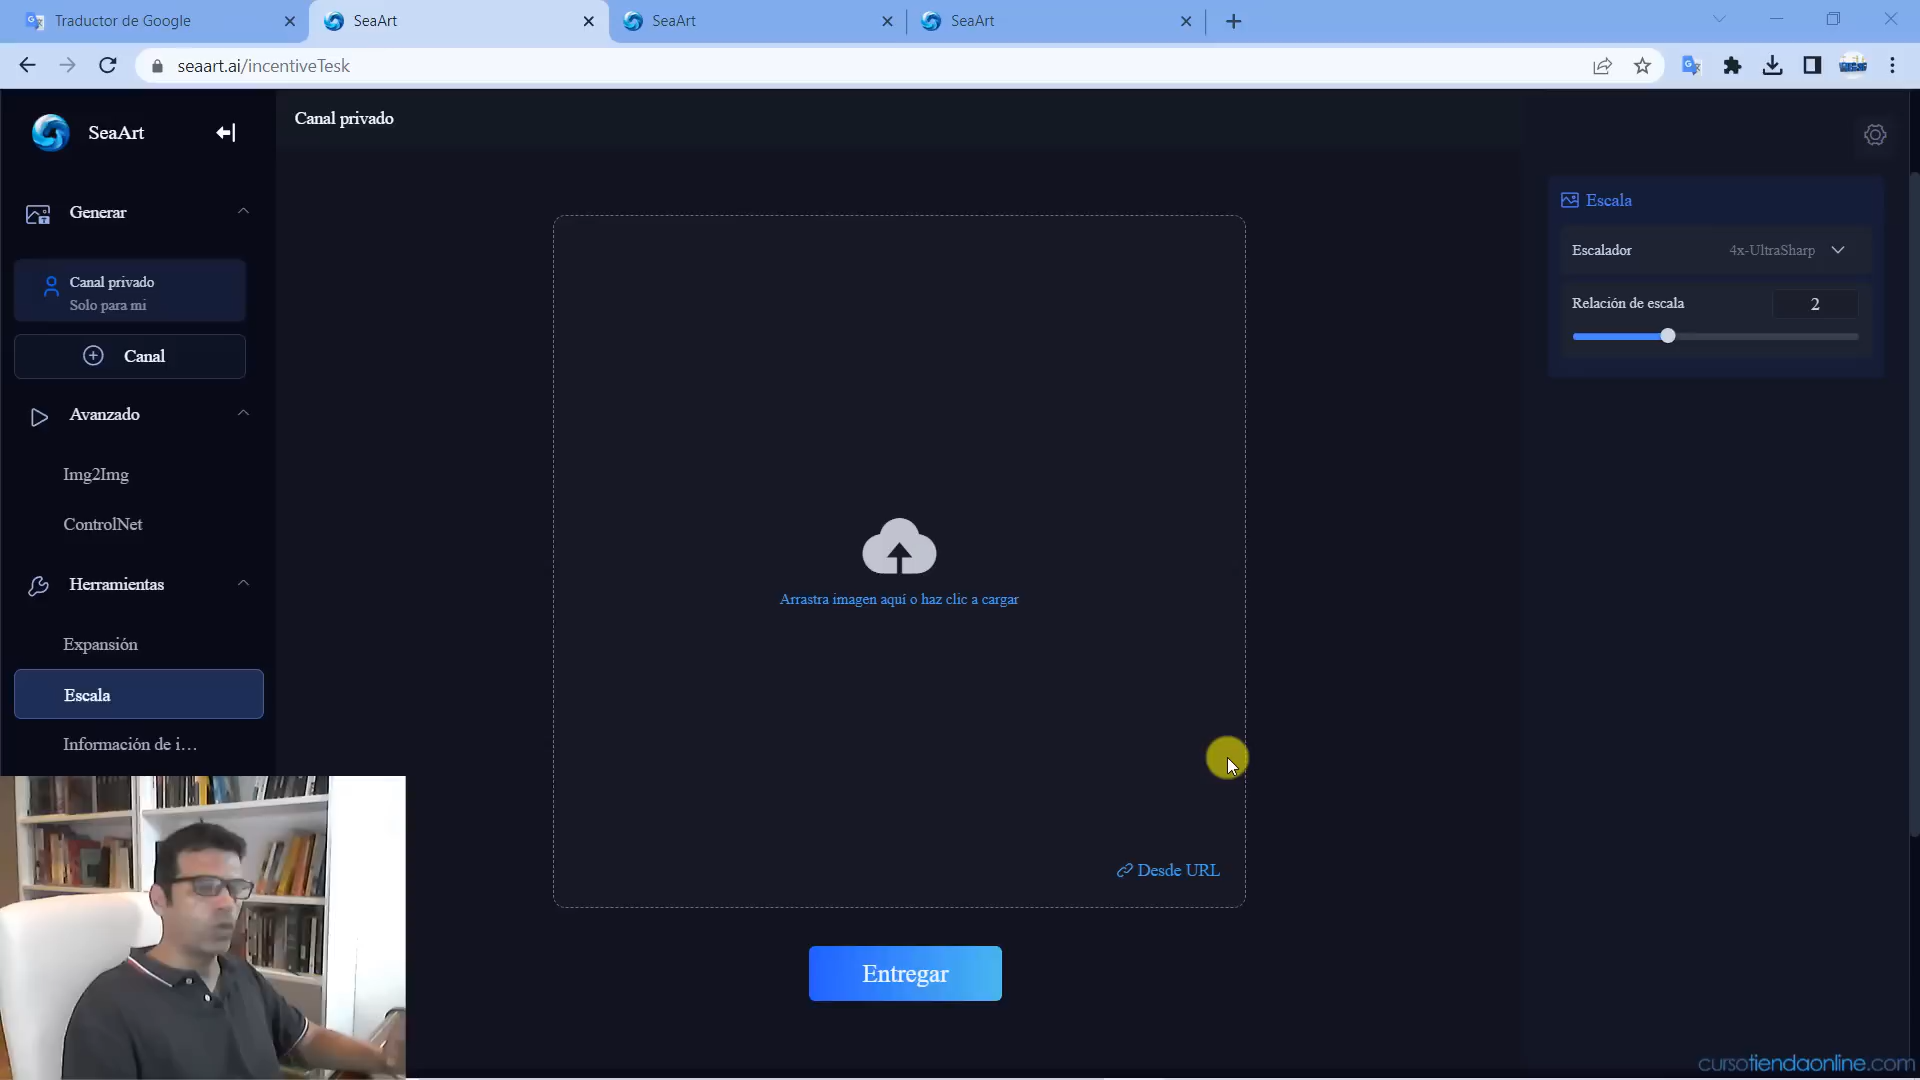 Traductor de Google
SeaArt
SeaArt
SeaArt
seaart.ai/incentiveTesk
SeaArt
Canal privado
Generar
Canal privado
Solo para mi
Canal
Avanzado
Img2Img
ControlNet
Herramientas
Expansión
Escala
Información de i...
Arrastra imagen aquí o haz clic a cargar
Desde URL
Entregar
Escala
Escalador 4x-UltraSharp
Relación de escala 2
cursotiendaonline.com